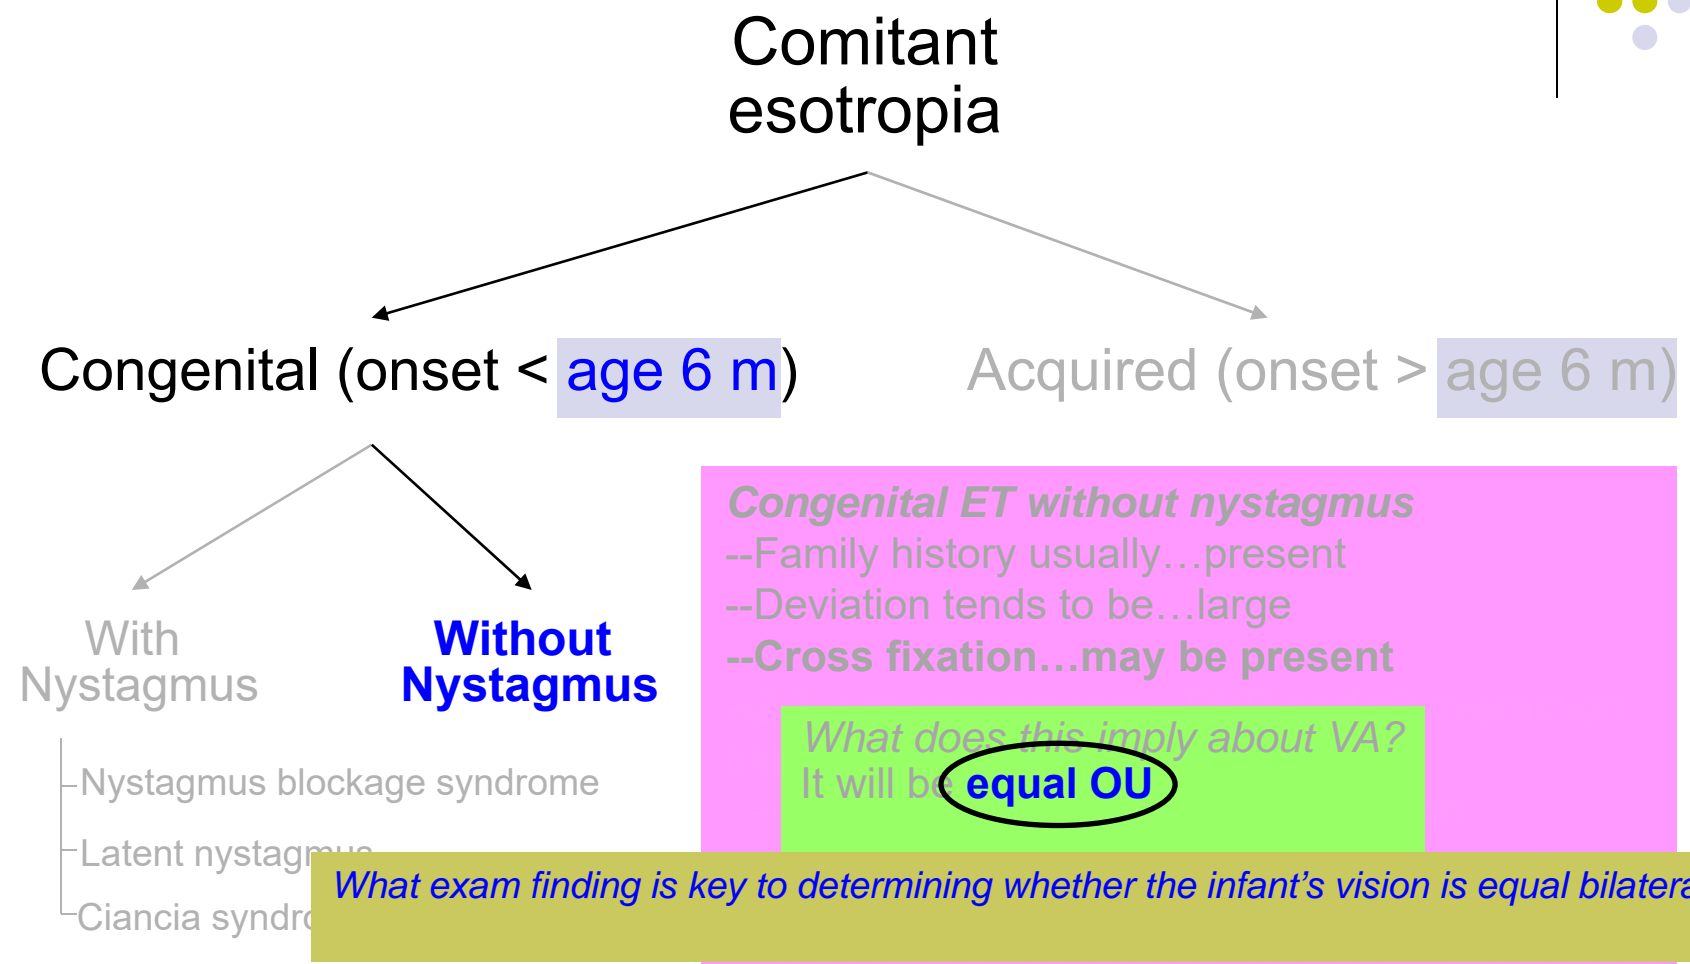 Comitant
esotropia
Congenital (onset < age 6 m)
Acquired (onset > age 6 m)
Congenital ET without nystagmus
--Family history usually…present
--Deviation tends to be…large
--Cross fixation…may be present
With
Nystagmus
Without
Nystagmus
What does this imply about VA?
It will be equal OU
Nystagmus blockage syndrome
Latent nystagmus
Ciancia syndro
What exam finding is key to determining whether the infant’s vision is equal bilatera